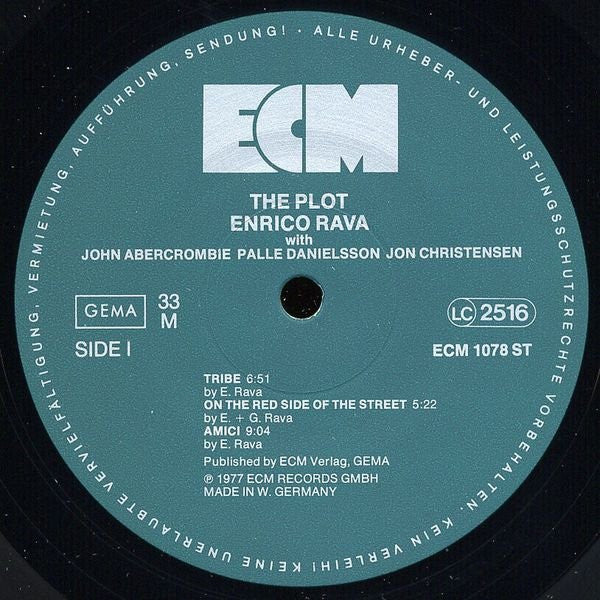 ALLE URHEBER- UND LEISTUNGSSCHUTZRECHTE VORBEHALTEN. KEIN VERLEIH! KEINE UNERLAUBTE VERVIELFÄLTIGUNG, VERMIETUNG, AUFFÜHRUNG, SENDUNG! ·
ECM
THE PLOT
ENRICO RAVA
with
JOHN ABERCROMBIE PALLE DANIELSSON JON CHRISTENSEN
GEMA 33 LC 2516
M
SIDE I ECM 1078 ST
TRIBE 6:51
by E. Rava
ON THE RED SIDE OF THE STREET 5:22
by E. + G. Rava
AMICI 9:04
by E. Rava
Published by ECM Verlag, GEMA
℗ 1977 ECM RECORDS GMBH
MADE IN W. GERMANY